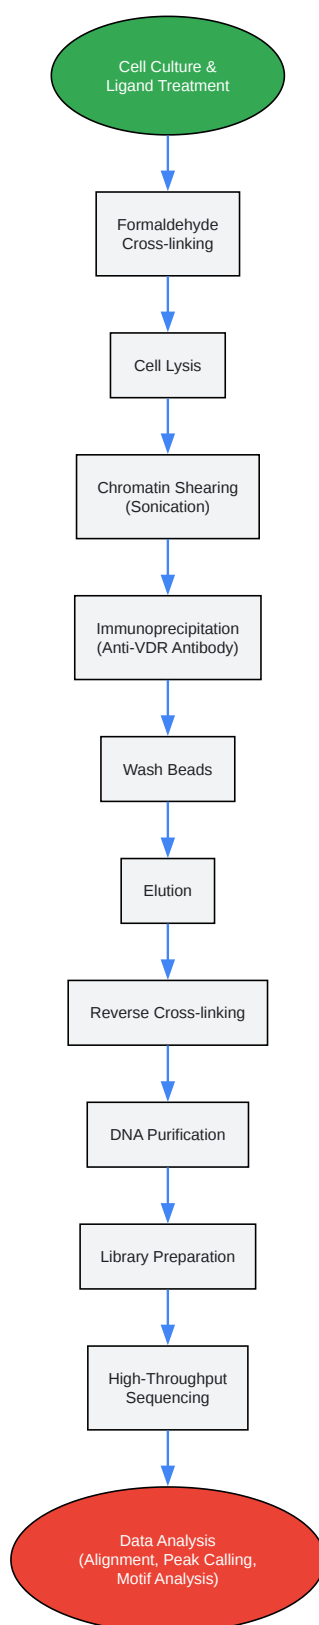 Cell Culture &
Ligand Treatment
Formaldehyde
Cross-linking
Cell Lysis
Chromatin Shearing
(Sonication)
Immunoprecipitation
(Anti-VDR Antibody)
Wash Beads
Elution
Reverse Cross-linking
DNA Purification
Library Preparation
High-Throughput
Sequencing
Data Analysis
(Alignment, Peak Calling,
Motif Analysis)